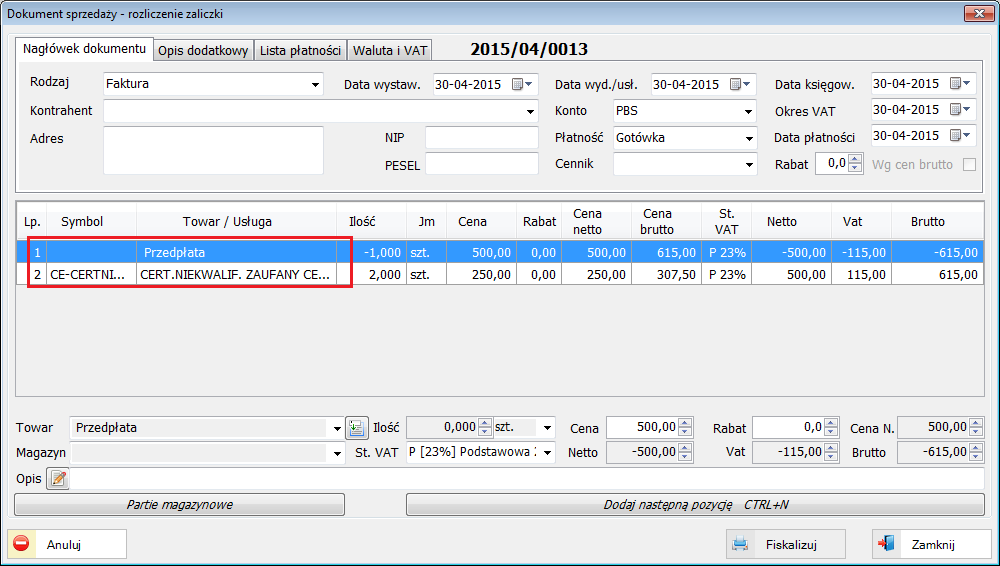 Dokument sprzedaży - rozliczenie zaliczki
Nagłówek dokumentu Opis dodatkowy Lista płatności Waluta i VAT 2015/04/0013
Rodzaj Faktura Data wystaw. 30-04-2015 Data wyd./usł. 30-04-2015 Data księgow. 30-04-2015
Kontrahent Konto PBS Okres VAT 30-04-2015
Adres NIP Płatność Gotówka Data płatności 30-04-2015
PESEL Cennik Rabat 0,0 Wg cen brutto
Lp. Symbol Towar / Usługa Ilość Jm Cena Rabat Cena netto Cena brutto St. VAT Netto Vat Brutto
1 Przedpłata -1,000 szt. 500,00 0,00 500,00 615,00 P 23% -500,00 -115,00 -615,00
2 CE-CERTNI... CERT.NIEKWALIF. ZAUFANY CE... 2,000 szt. 250,00 0,00 250,00 307,50 P 23% 500,00 115,00 615,00
Towar Przedpłata Ilość 0,000 szt. Cena 500,00 Rabat 0,0 Cena N. 500,00
Magazyn St. VAT P [23%] Podstawowa Netto -500,00 Vat -115,00 Brutto -615,00
Opis
Partie magazynowe Dodaj następną pozycję CTRL+N
Anuluj Fiskalizuj Zamknij